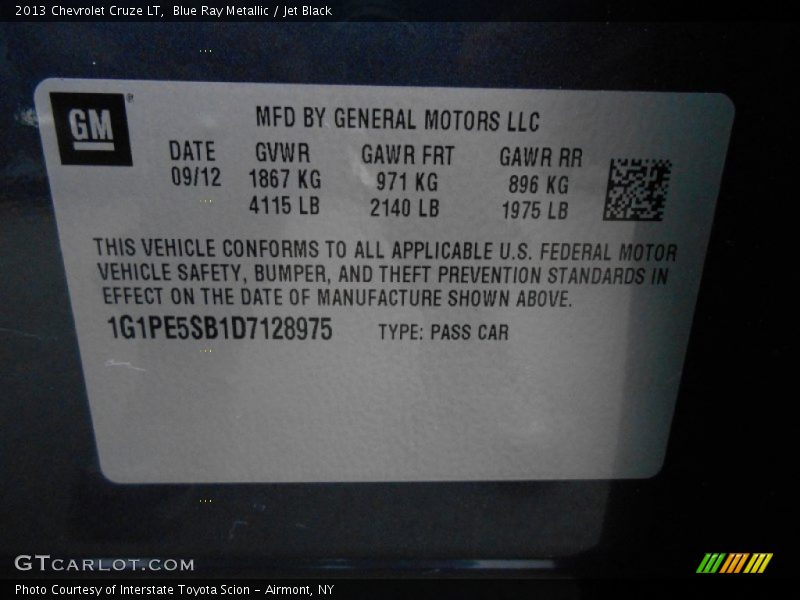 2013 Chevrolet Cruze LT, Blue Ray Metallic / Jet Black
GM
MFD BY GENERAL MOTORS LLC
DATE GVWR GAWR FRT GAWR RR
09/12 1867 KG 971 KG 896 KG
4115 LB 2140 LB 1975 LB
THIS VEHICLE CONFORMS TO ALL APPLICABLE U.S. FEDERAL MOTOR
VEHICLE SAFETY, BUMPER, AND THEFT PREVENTION STANDARDS IN
EFFECT ON THE DATE OF MANUFACTURE SHOWN ABOVE.
1G1PE5SB1D7128975 TYPE: PASS CAR
GTCARLOT.COM
Photo Courtesy of Interstate Toyota Scion - Airmont, NY